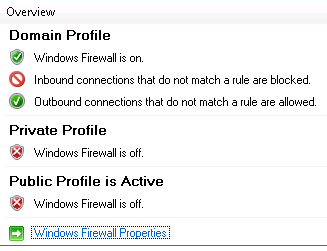 Overview
Domain Profile
Windows Firewall is on.
Inbound connections that do not match a rule are blocked.
Outbound connections that do not match a rule are allowed.
Private Profile
Windows Firewall is off.
Public Profile is Active
Windows Firewall is off.
Windows Firewall Properties